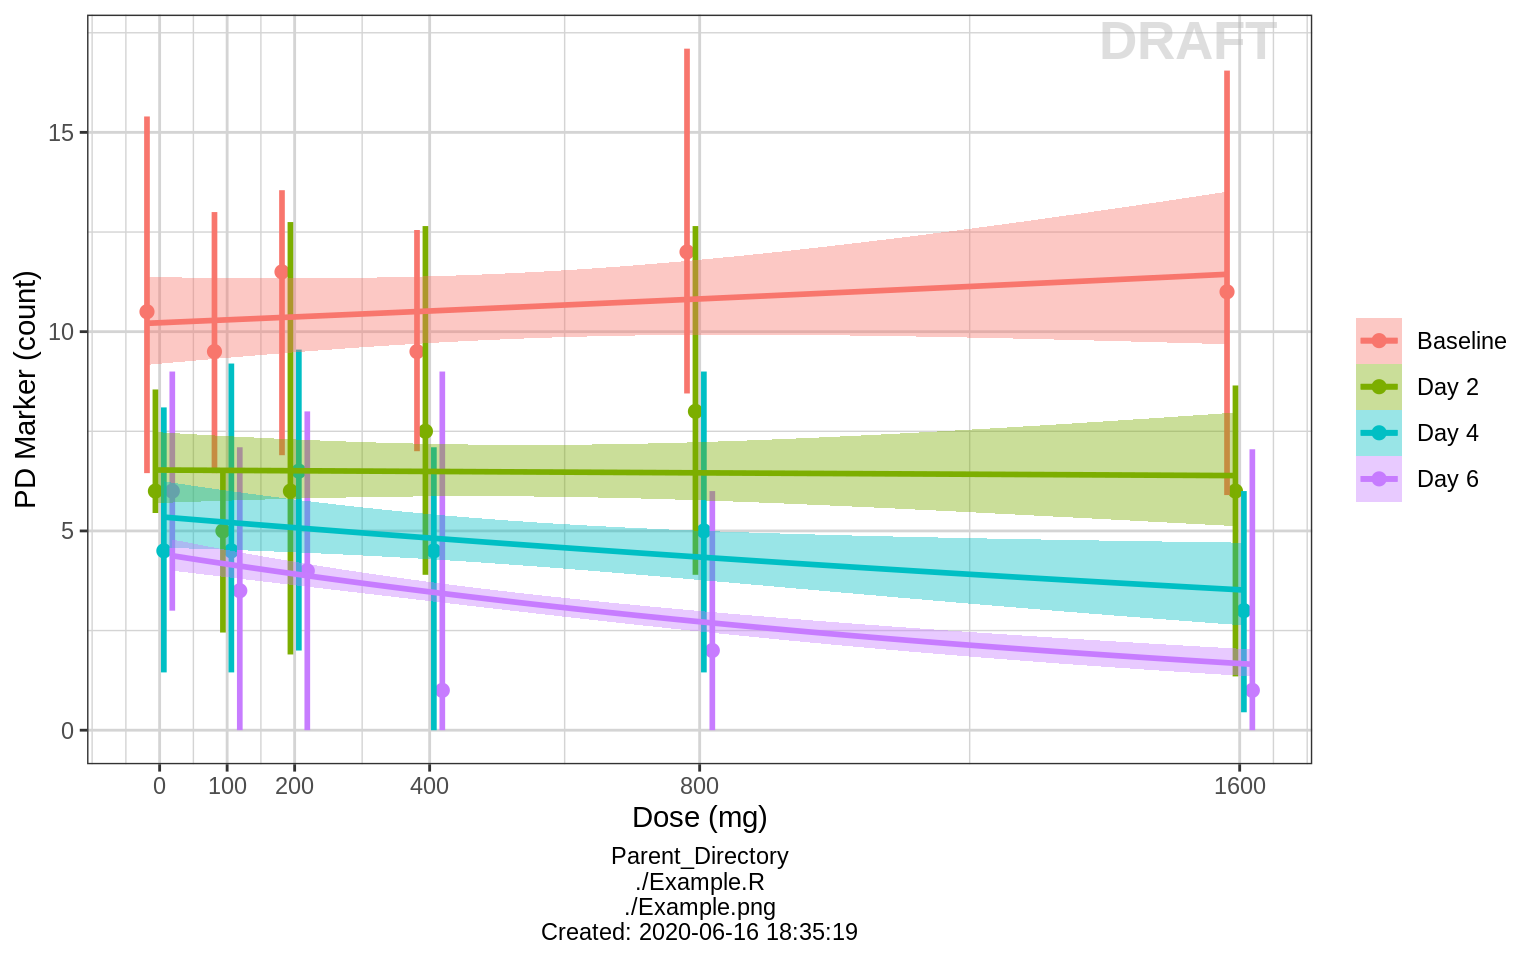 DRAFT
PD Marker (count)
15
10
5
0
0 100 200 400 800 1600
Dose (mg)
Baseline
Day 2
Day 4
Day 6
Parent_Directory
./Example.R
./Example.png
Created: 2020-06-16 18:35:19